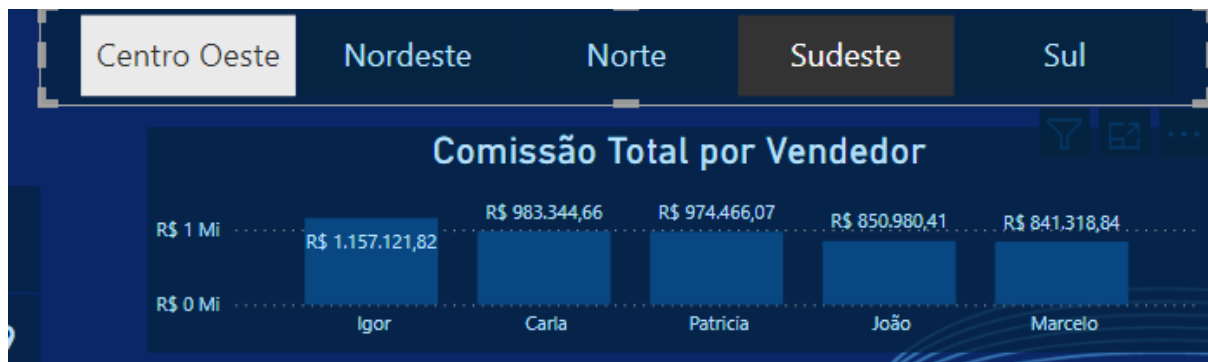 Centro Oeste Nordeste Norte Sudeste Sul
Comissão Total por Vendedor
R$ 983.344,66 R$ 974.466,07 R$ 850.980,41 R$ 841.318,84
R$ 1 Mi
R$ 1.157.121,82
R$ 0 Mi
Igor Carla Patricia João Marcelo